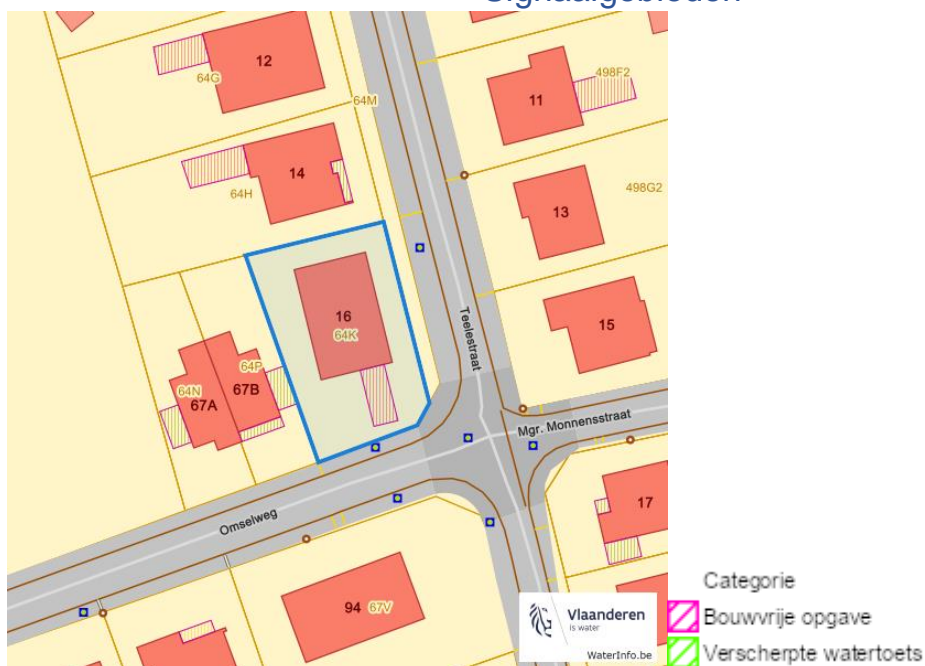 Signaalgebieden
12
64G
64M
11
498F2
14
64H
13
498G2
16
64K
15
Teelestraat
64P
67B
64N
67A
Mgr. Monnensstraat
Omselweg
17
94 67V
Vlaanderen
is water
WaterInfo.be
Categorie
Bouwvrije opgave
Verscherpte watertoets